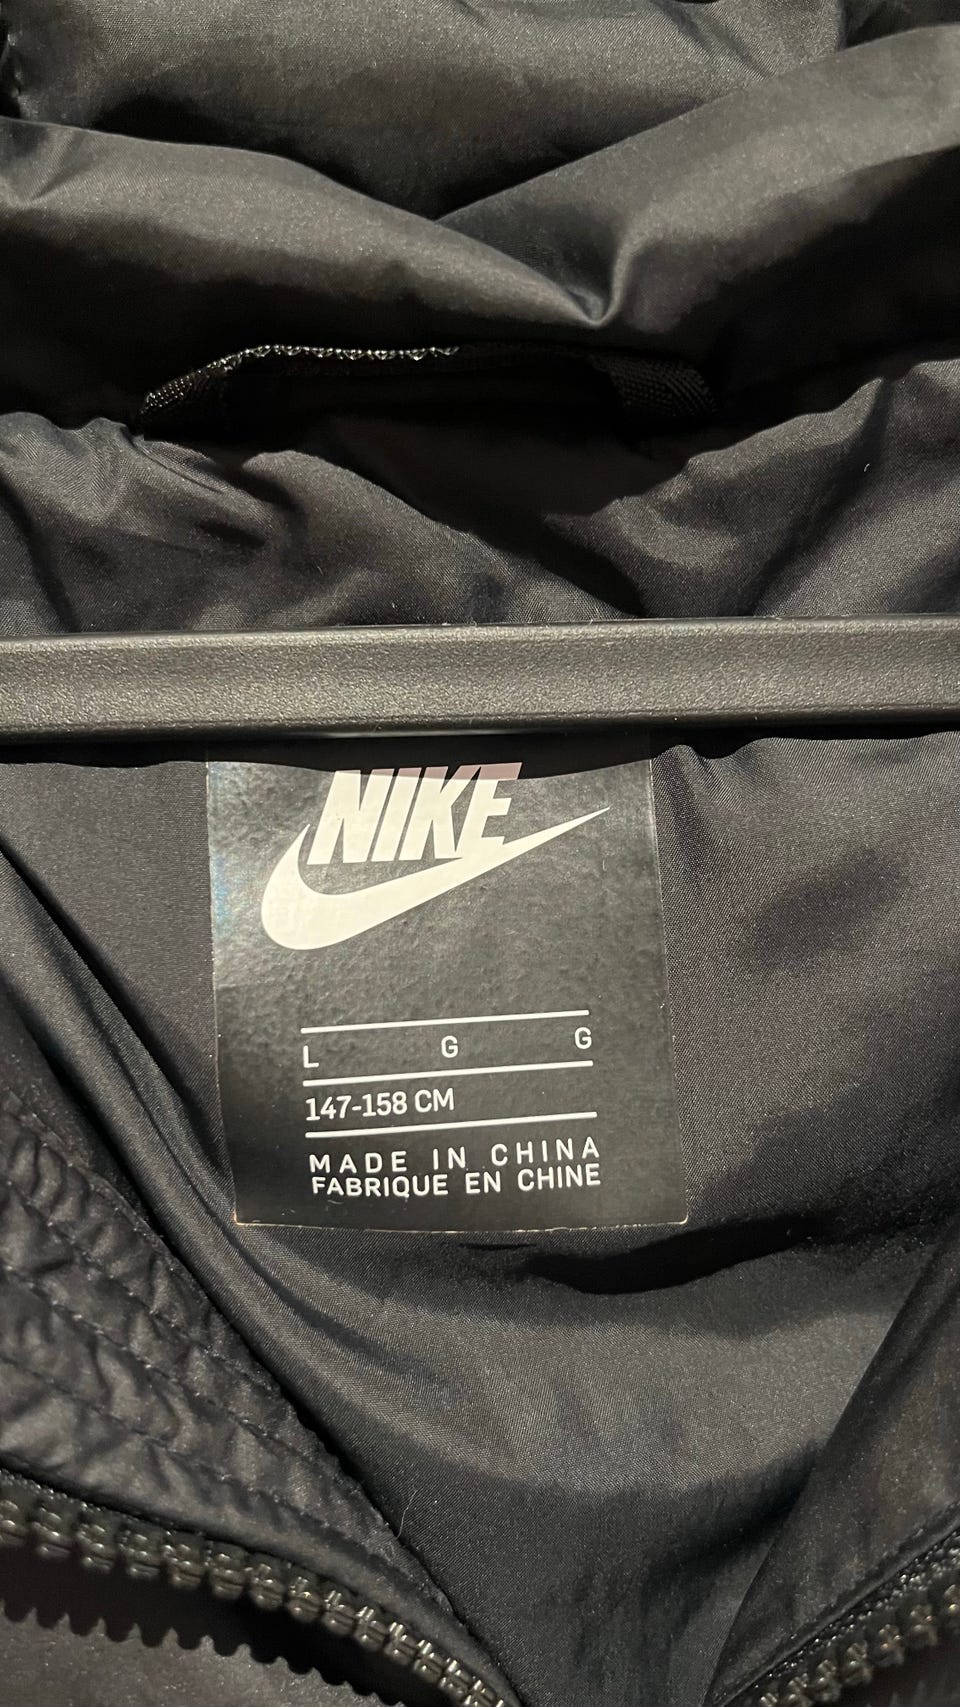 NIKE
L G G
147-158 CM
MADE IN CHINA
FABRIQUE EN CHINE